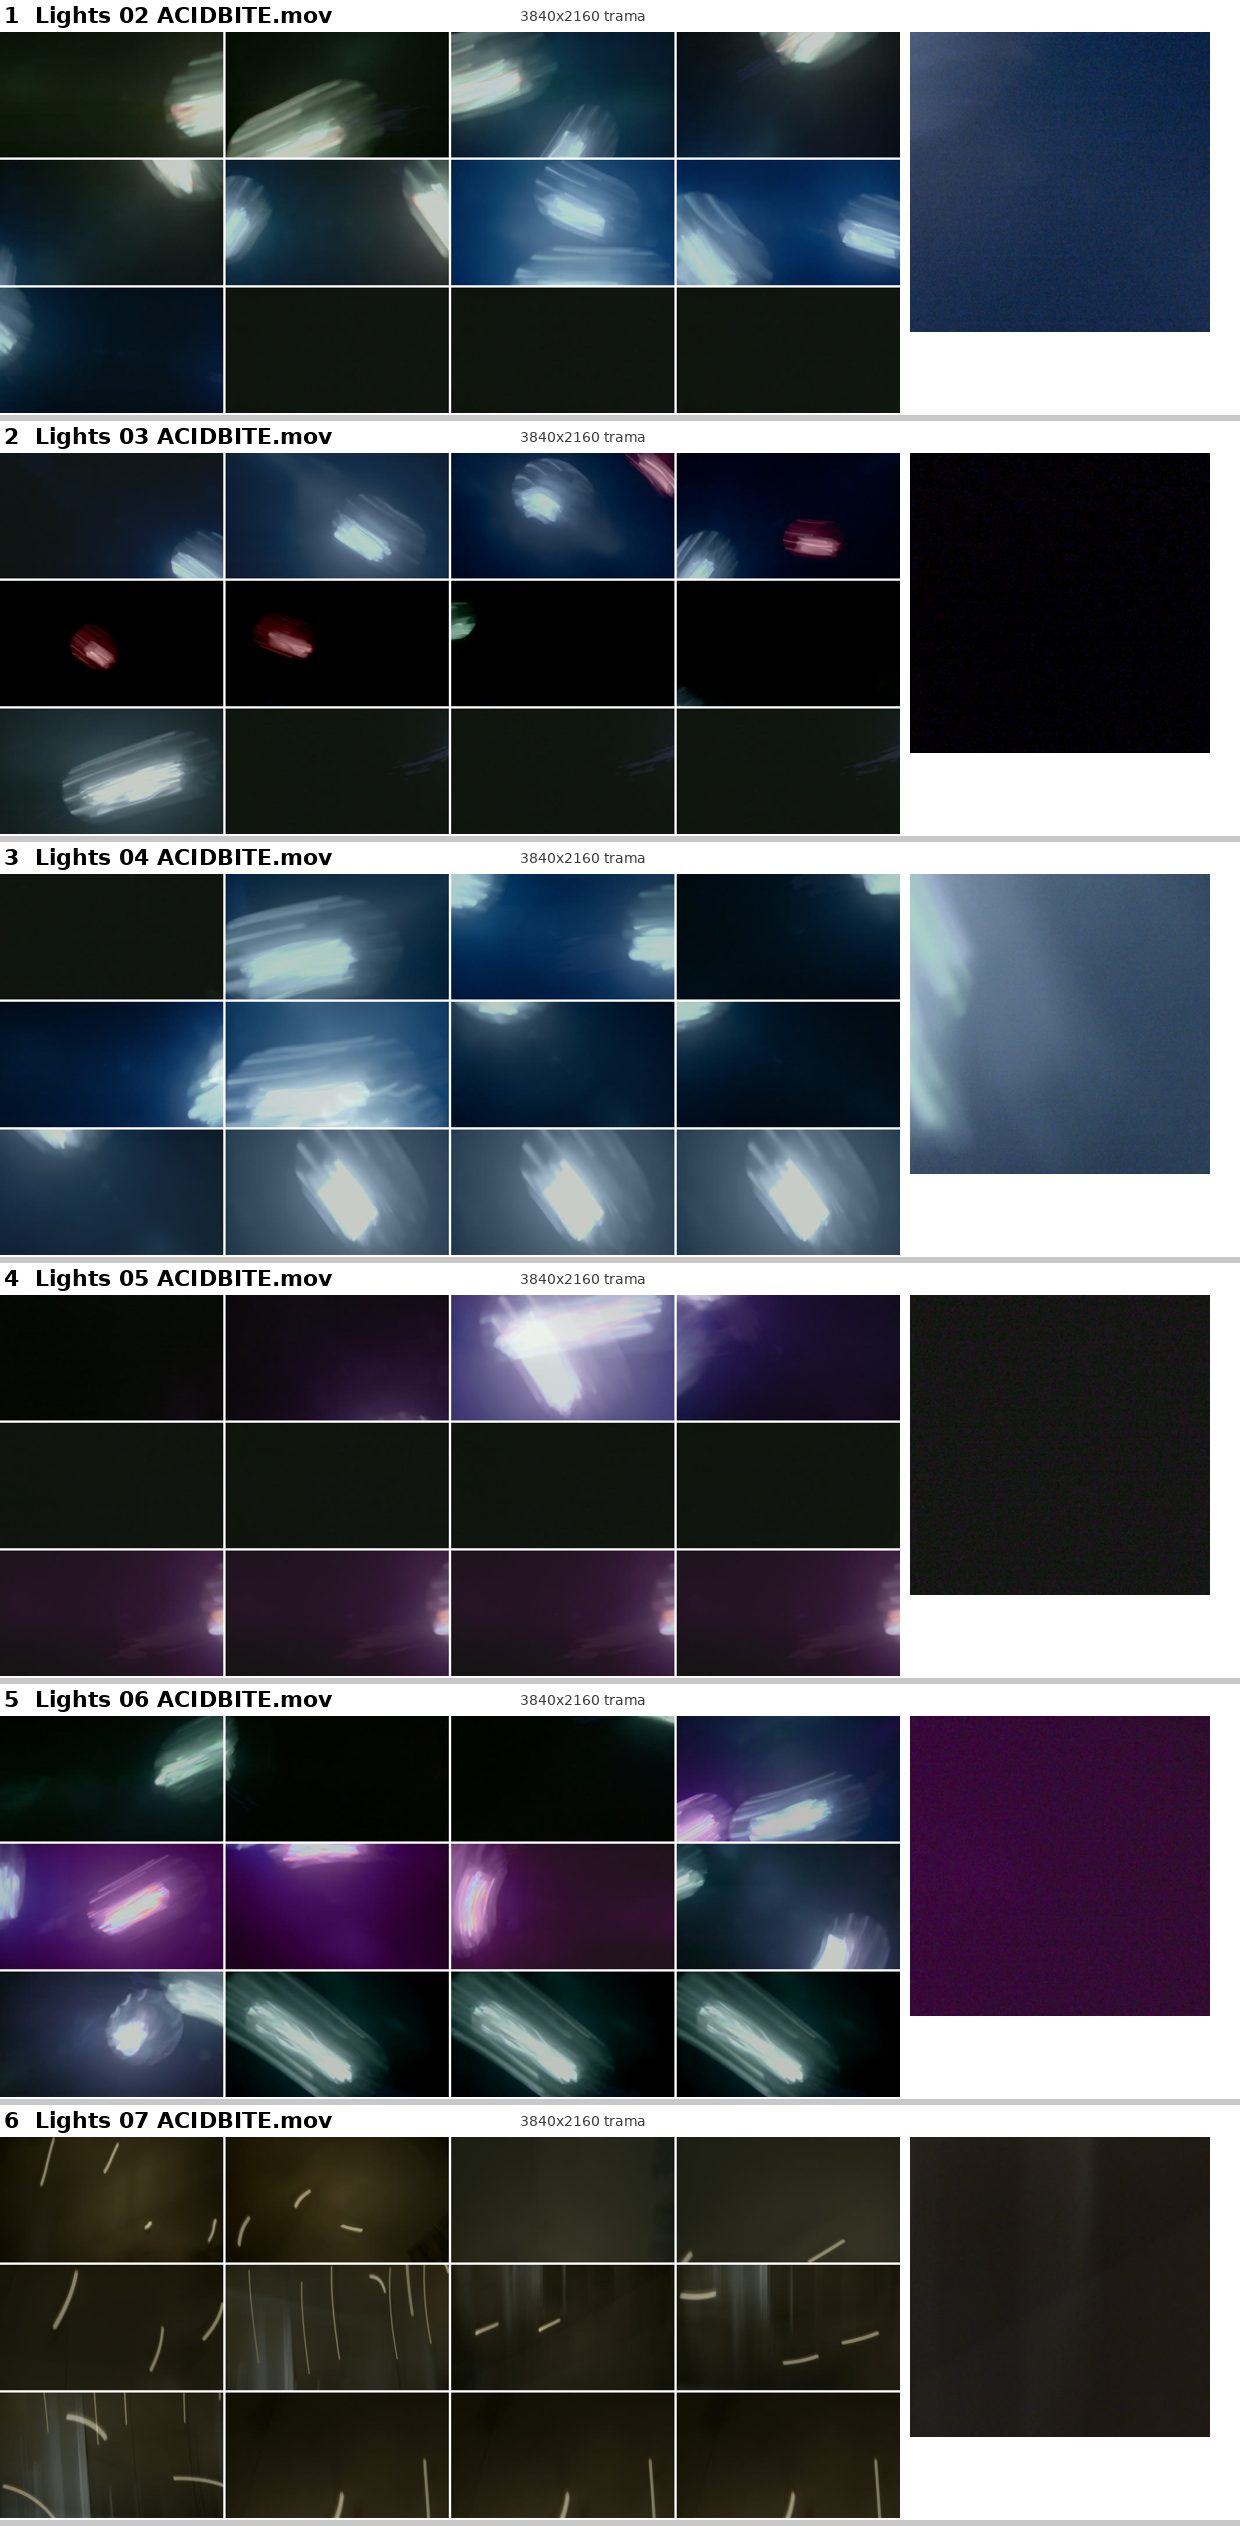 1 Lights 02 ACIDBITE.mov 3840x2160 trama
2 Lights 03 ACIDBITE.mov 3840x2160 trama
3 Lights 04 ACIDBITE.mov 3840x2160 trama
4 Lights 05 ACIDBITE.mov 3840x2160 trama
5 Lights 06 ACIDBITE.mov 3840x2160 trama
6 Lights 07 ACIDBITE.mov 3840x2160 trama